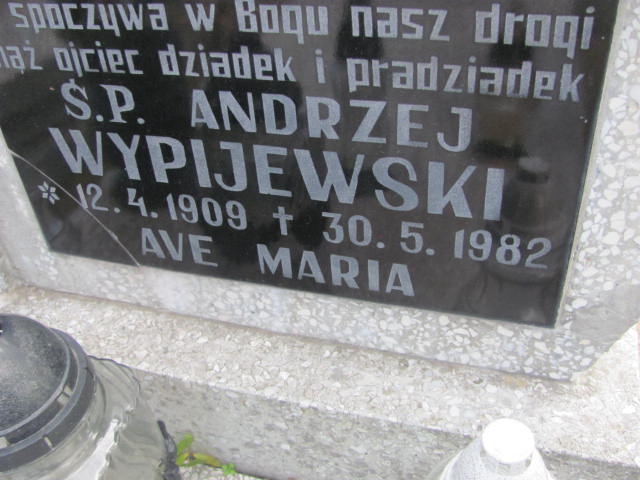 spoczywa w Bogu nasz drogi
mąż ojciec dziadek i pradziadek
Ś.P. ANDRZEJ
WYPIJEWSKI
* 12.4.1909 † 30.5.1982
AVE MARIA